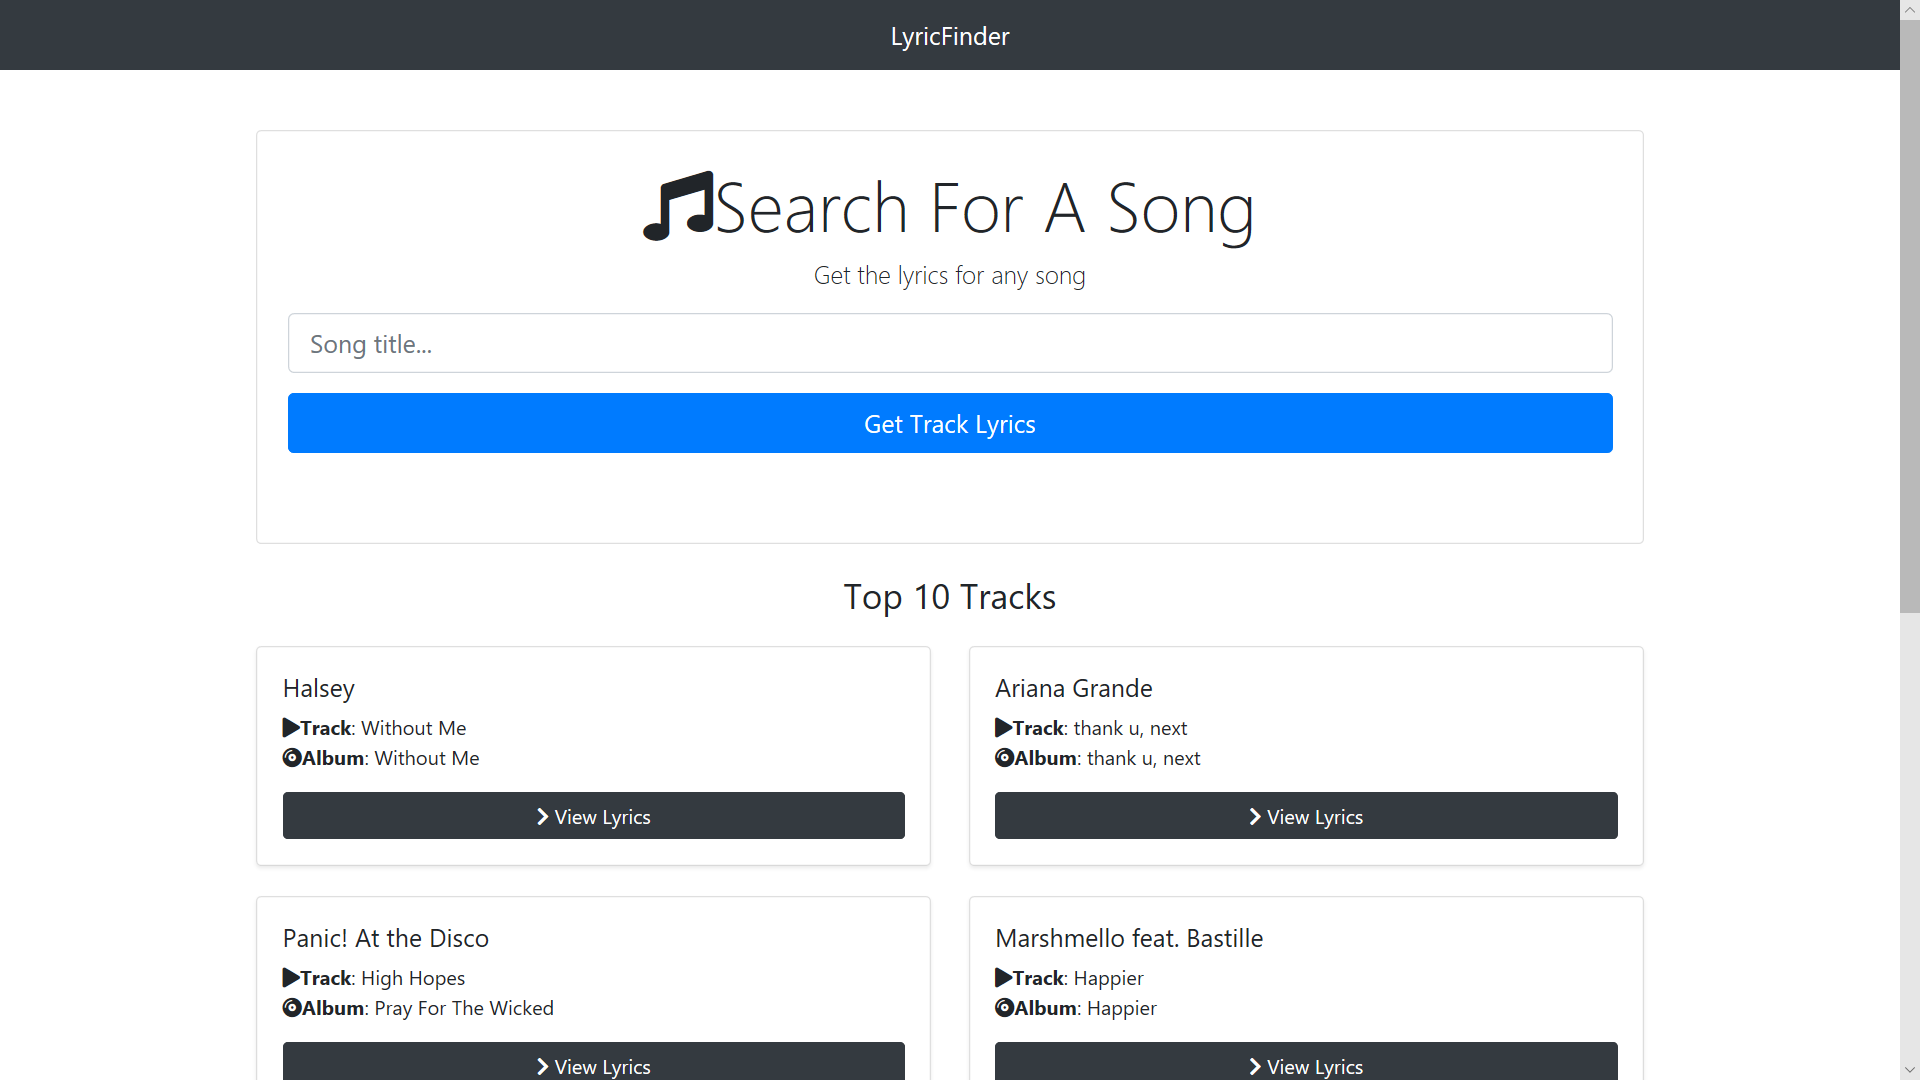 LyricFinder
Search For A Song
Get the lyrics for any song
Song title...
Get Track Lyrics
Top 10 Tracks
Halsey
Track: Without Me
Album: Without Me
View Lyrics
Ariana Grande
Track: thank u, next
Album: thank u, next
View Lyrics
Panic! At the Disco
Track: High Hopes
Album: Pray For The Wicked
View Lyrics
Marshmello feat. Bastille
Track: Happier
Album: Happier
View Lyrics